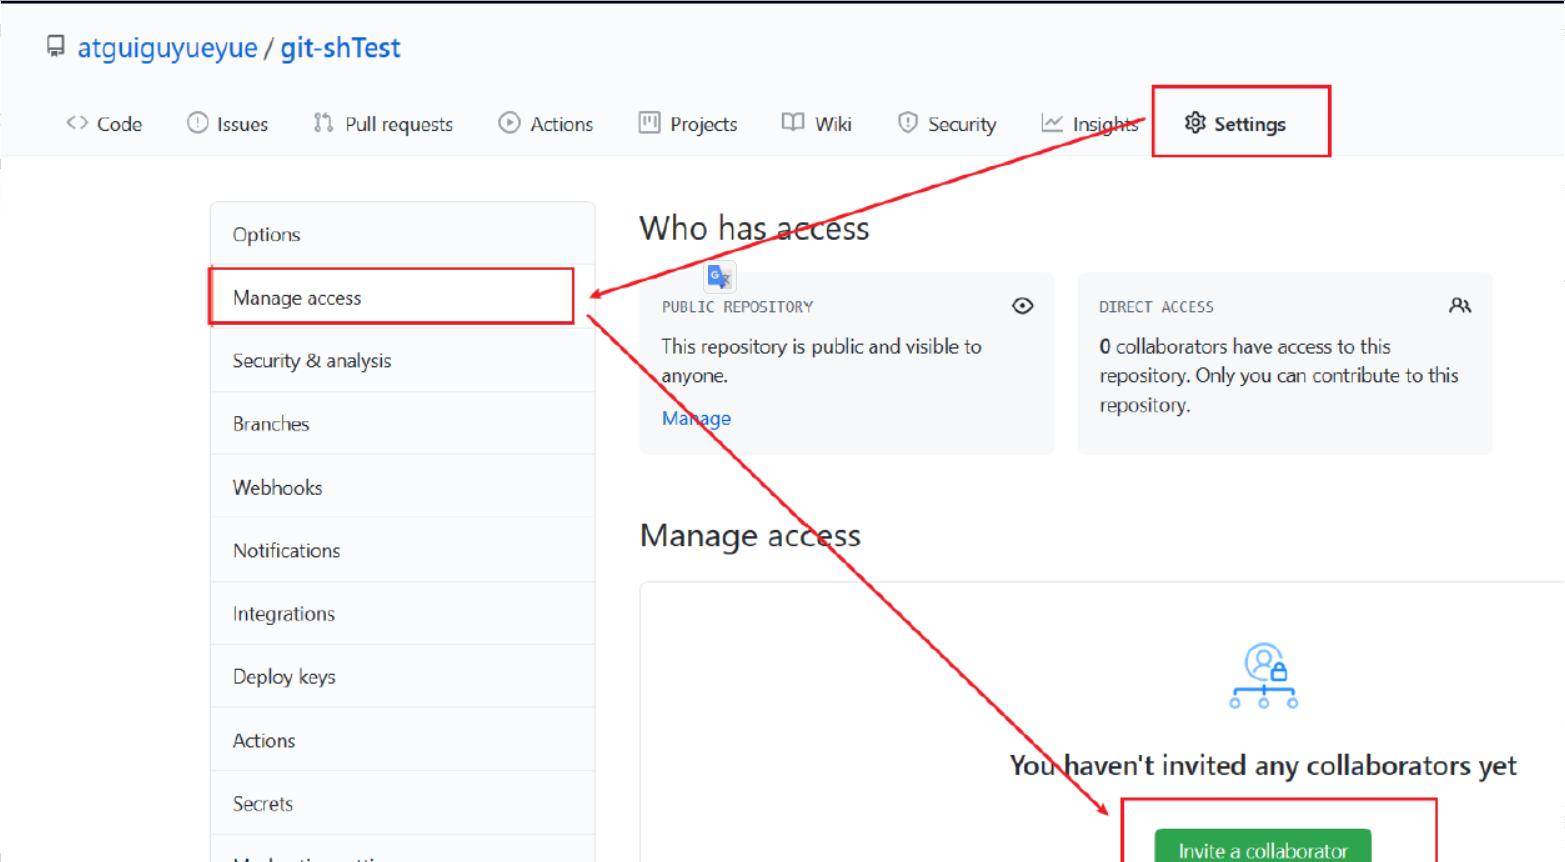 atguiguyueyue / git-shTest
Code Issues Pull requests Actions Projects Wiki Security Insights Settings
Options
Manage access
Security & analysis
Branches
Webhooks
Notifications
Integrations
Deploy keys
Actions
Secrets
Who has access
PUBLIC REPOSITORY
This repository is public and visible to
anyone.
Manage
DIRECT ACCESS
0 collaborators have access to this
repository. Only you can contribute to this
repository.
Manage access
You haven't invited any collaborators yet
Invite a collaborator